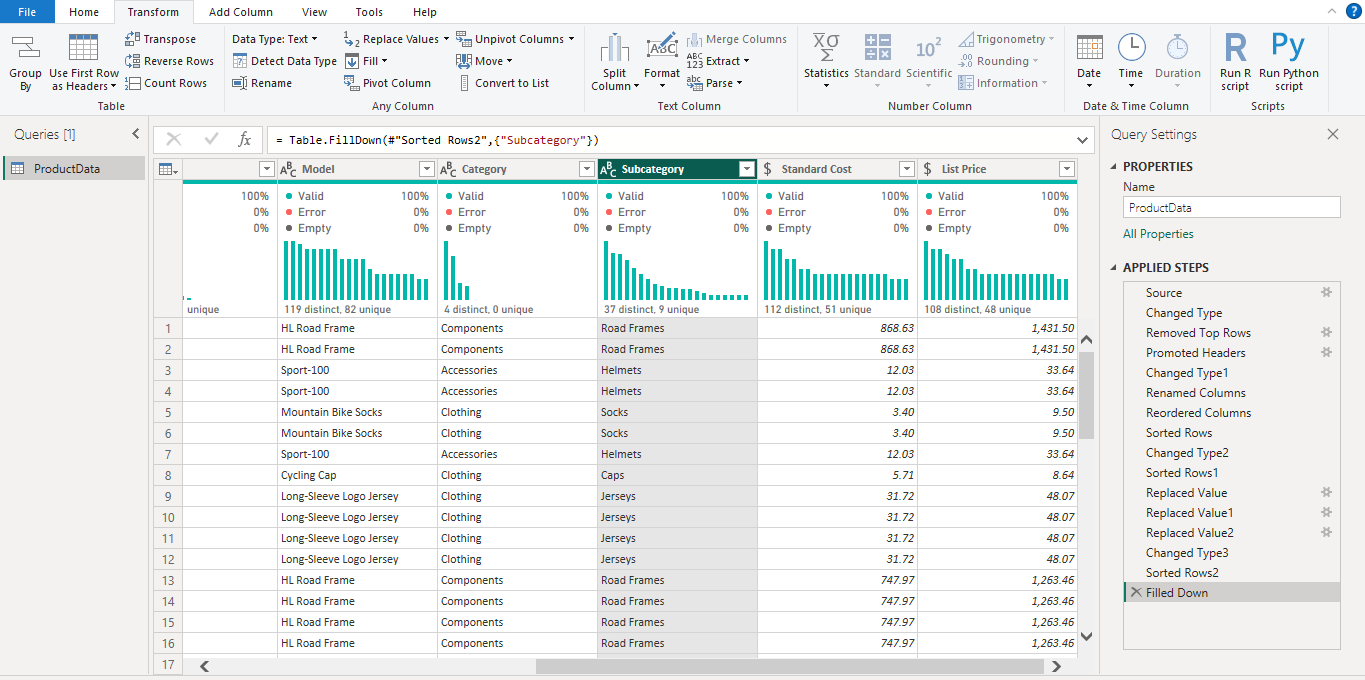 File Home Transform Add Column View Tools Help
Group By
Use First Row as Headers
Transpose
Reverse Rows
Count Rows
Table
Data Type: Text
Detect Data Type
Rename
Replace Values
Fill
Pivot Column
Unpivot Columns
Move
Convert to List
Any Column
Split Column
Format
Merge Columns
Extract
Parse
Text Column
Statistics
Standard
Scientific
Trigonometry
Rounding
Information
Number Column
Date
Time
Duration
Date & Time Column
Run R script
Run Python script
Scripts
Queries [1]
ProductData
fx = Table.FillDown(#"Sorted Rows2",{"Subcategory"})
ABC Model ABC Category ABC Subcategory $ Standard Cost $ List Price
100% Valid 100% Valid 100% Valid 100% Valid 100% Valid 100%
0% Error 0% Error 0% Error 0% Error 0% Error 0%
0% Empty 0% Empty 0% Empty 0% Empty 0% Empty 0%
unique 119 distinct, 82 unique 4 distinct, 0 unique 37 distinct, 9 unique 112 distinct, 51 unique 108 distinct, 48 unique
1 HL Road Frame Components Road Frames 868.63 1,431.50
2 HL Road Frame Components Road Frames 868.63 1,431.50
3 Sport-100 Accessories Helmets 12.03 33.64
4 Sport-100 Accessories Helmets 12.03 33.64
5 Mountain Bike Socks Clothing Socks 3.40 9.50
6 Mountain Bike Socks Clothing Socks 3.40 9.50
7 Sport-100 Accessories Helmets 12.03 33.64
8 Cycling Cap Clothing Caps 5.71 8.64
9 Long-Sleeve Logo Jersey Clothing Jerseys 31.72 48.07
10 Long-Sleeve Logo Jersey Clothing Jerseys 31.72 48.07
11 Long-Sleeve Logo Jersey Clothing Jerseys 31.72 48.07
12 Long-Sleeve Logo Jersey Clothing Jerseys 31.72 48.07
13 HL Road Frame Components Road Frames 747.97 1,263.46
14 HL Road Frame Components Road Frames 747.97 1,263.46
15 HL Road Frame Components Road Frames 747.97 1,263.46
16 HL Road Frame Components Road Frames 747.97 1,263.46
17
Query Settings
PROPERTIES
Name
ProductData
All Properties
APPLIED STEPS
Source
Changed Type
Removed Top Rows
Promoted Headers
Changed Type1
Renamed Columns
Reordered Columns
Sorted Rows
Changed Type2
Sorted Rows1
Replaced Value
Replaced Value1
Replaced Value2
Changed Type3
Sorted Rows2
Filled Down